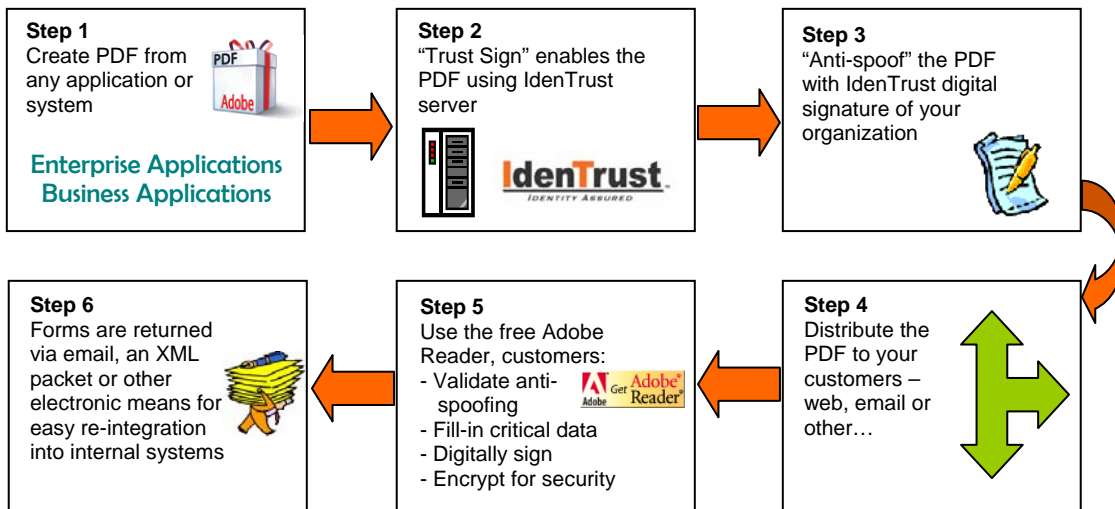 Step 1
Create PDF from
any application or
system
PDF
Adobe
Enterprise Applications
Business Applications
Step 2
“Trust Sign” enables the
PDF using IdenTrust
server
IdenTrust
IDENTITY ASSURED
Step 3
“Anti-spoof” the PDF
with IdenTrust digital
signature of your
organization
Step 4
Distribute the
PDF to your
customers –
web, email or
other…
Step 5
Use the free Adobe
Reader, customers:
- Validate anti-
spoofing
- Fill-in critical data
- Digitally sign
- Encrypt for security
Adobe
Get Adobe®
Reader®
Step 6
Forms are returned
via email, an XML
packet or other
electronic means for
easy re-integration
into internal systems